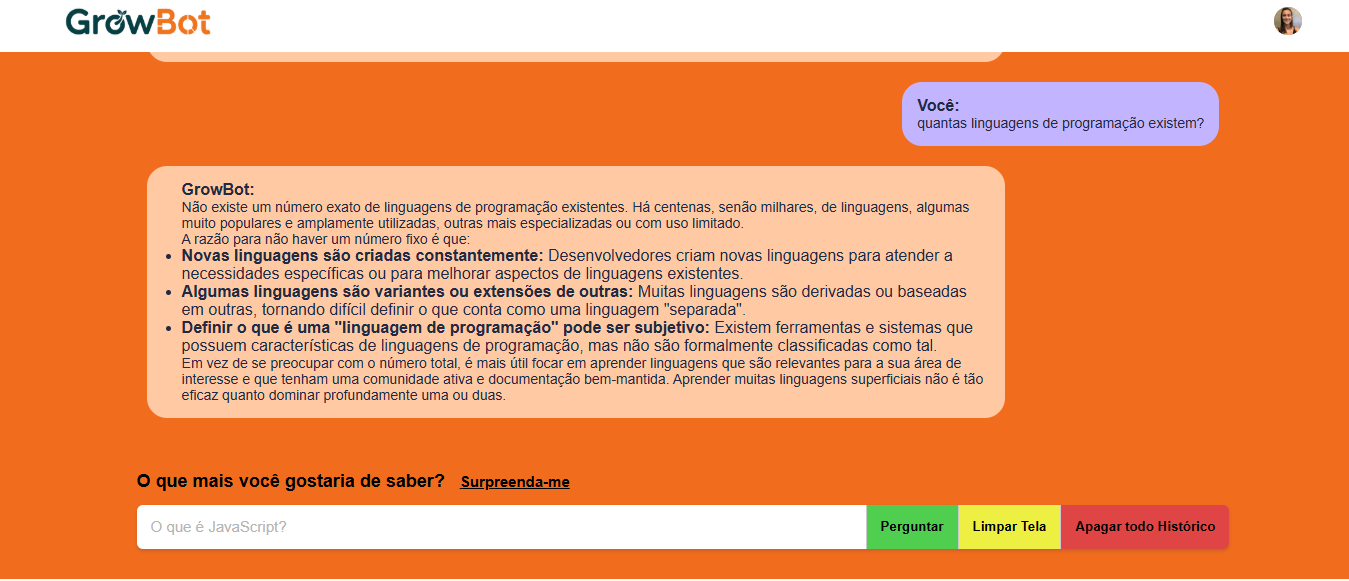 GrowBot
Você:
quantas linguagens de programação existem?
GrowBot:
Não existe um número exato de linguagens de programação existentes. Há centenas, senão milhares, de linguagens, algumas
muito populares e amplamente utilizadas, outras mais especializadas ou com uso limitado.
A razão para não haver um número fixo é que:
• Novas linguagens são criadas constantemente: Desenvolvedores criam novas linguagens para atender a
necessidades específicas ou para melhorar aspectos de linguagens existentes.
• Algumas linguagens são variantes ou extensões de outras: Muitas linguagens são derivadas ou baseadas
em outras, tornando difícil definir o que conta como uma linguagem "separada".
• Definir o que é uma "linguagem de programação" pode ser subjetivo: Existem ferramentas e sistemas que
possuem características de linguagens de programação, mas não são formalmente classificadas como tal.
Em vez de se preocupar com o número total, é mais útil focar em aprender linguagens que são relevantes para a sua área de
interesse e que tenham uma comunidade ativa e documentação bem-mantida. Aprender muitas linguagens superficiais não é tão
eficaz quanto dominar profundamente uma ou duas.
O que mais você gostaria de saber? Surpreenda-me
O que é JavaScript? Perguntar Limpar Tela Apagar todo Histórico